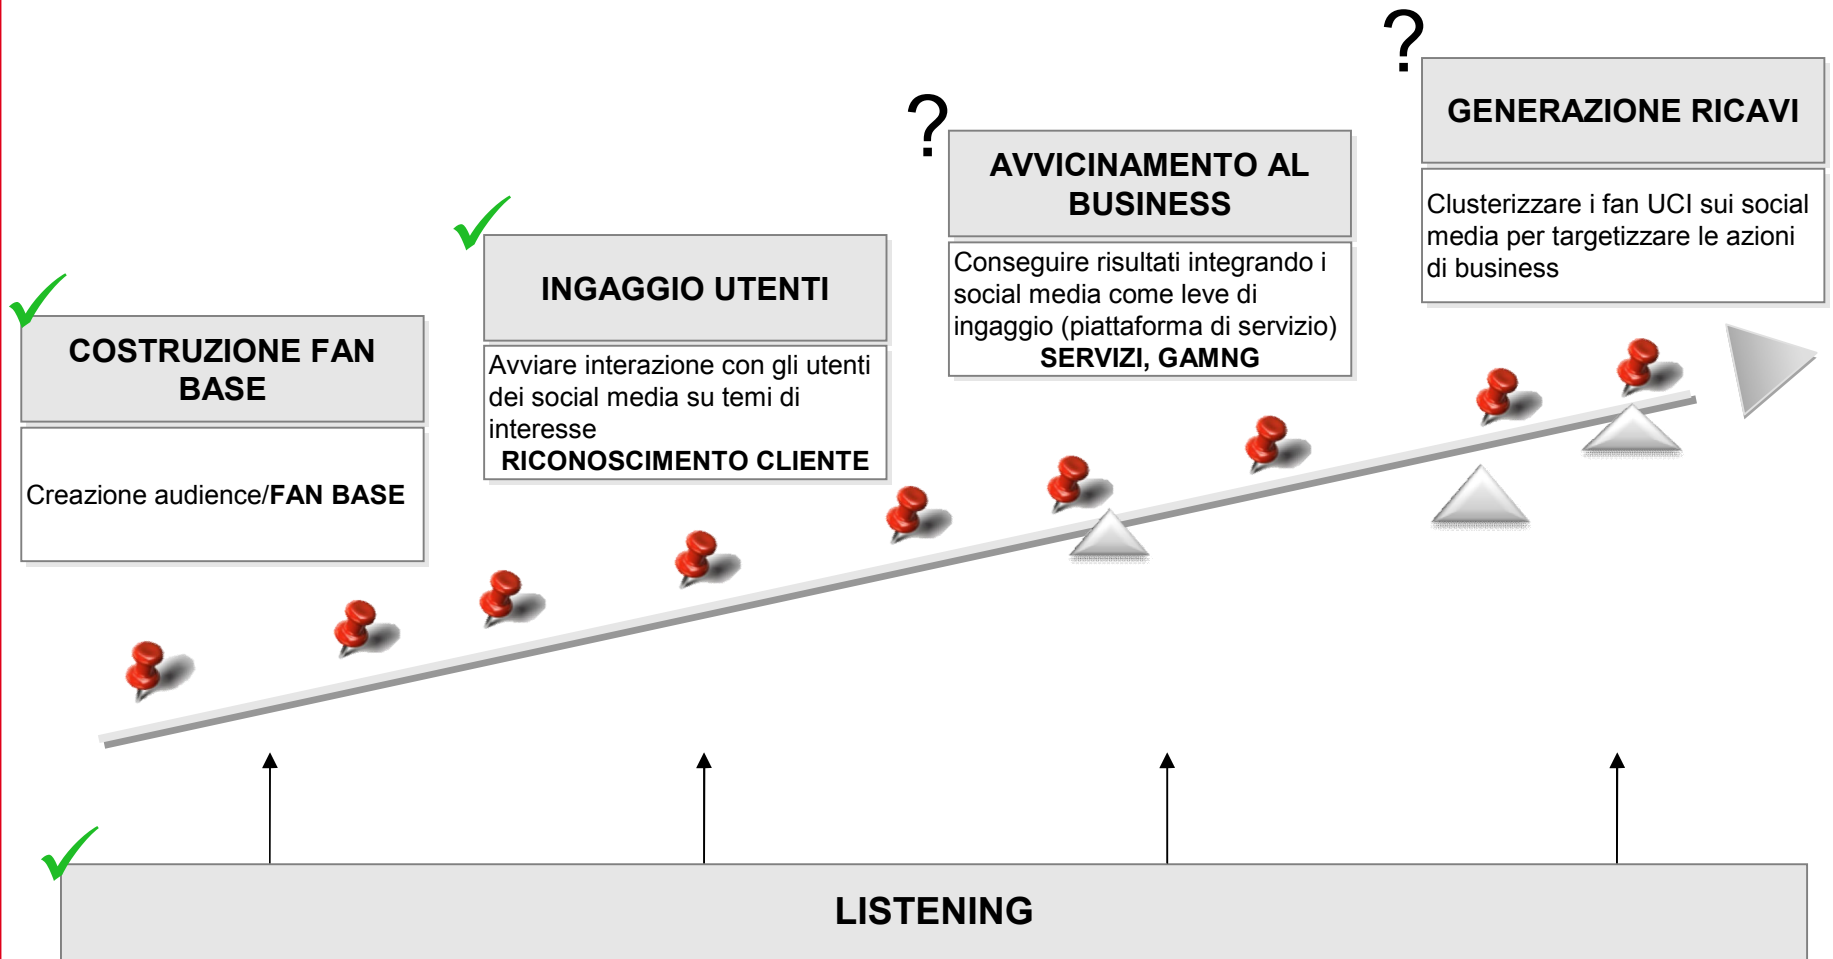 ?
GENERAZIONE RICAVI
Clusterizzare i fan UCI sui social
media per targetizzare le azioni
di business
?
AVVICINAMENTO AL
BUSINESS
Conseguire risultati integrando i
social media come leve di
ingaggio (piattaforma di servizio)
SERVIZI, GAMNG
INGAGGIO UTENTI
Avviare interazione con gli utenti
dei social media su temi di
interesse
RICONOSCIMENTO CLIENTE
COSTRUZIONE FAN
BASE
Creazione audience/FAN BASE
LISTENING